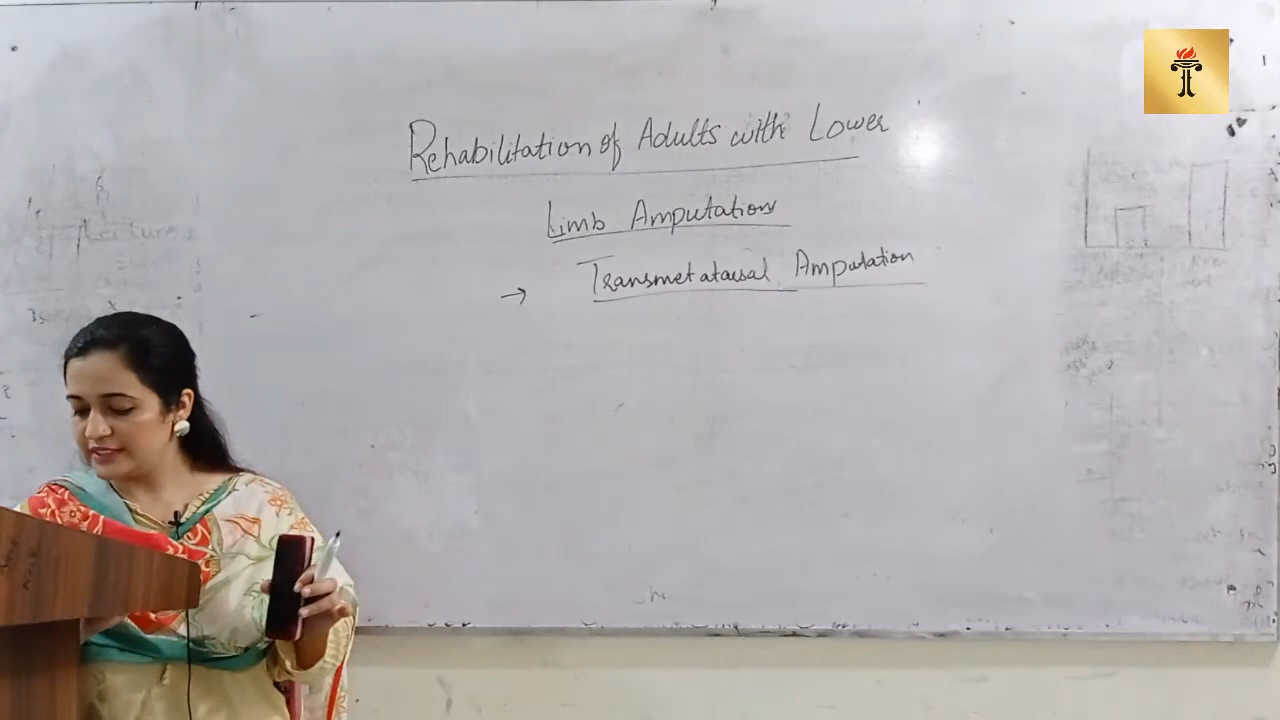 Rehabilitation of Adults with Lower
Limb Amputation
→ Transmetatarsal Amputation